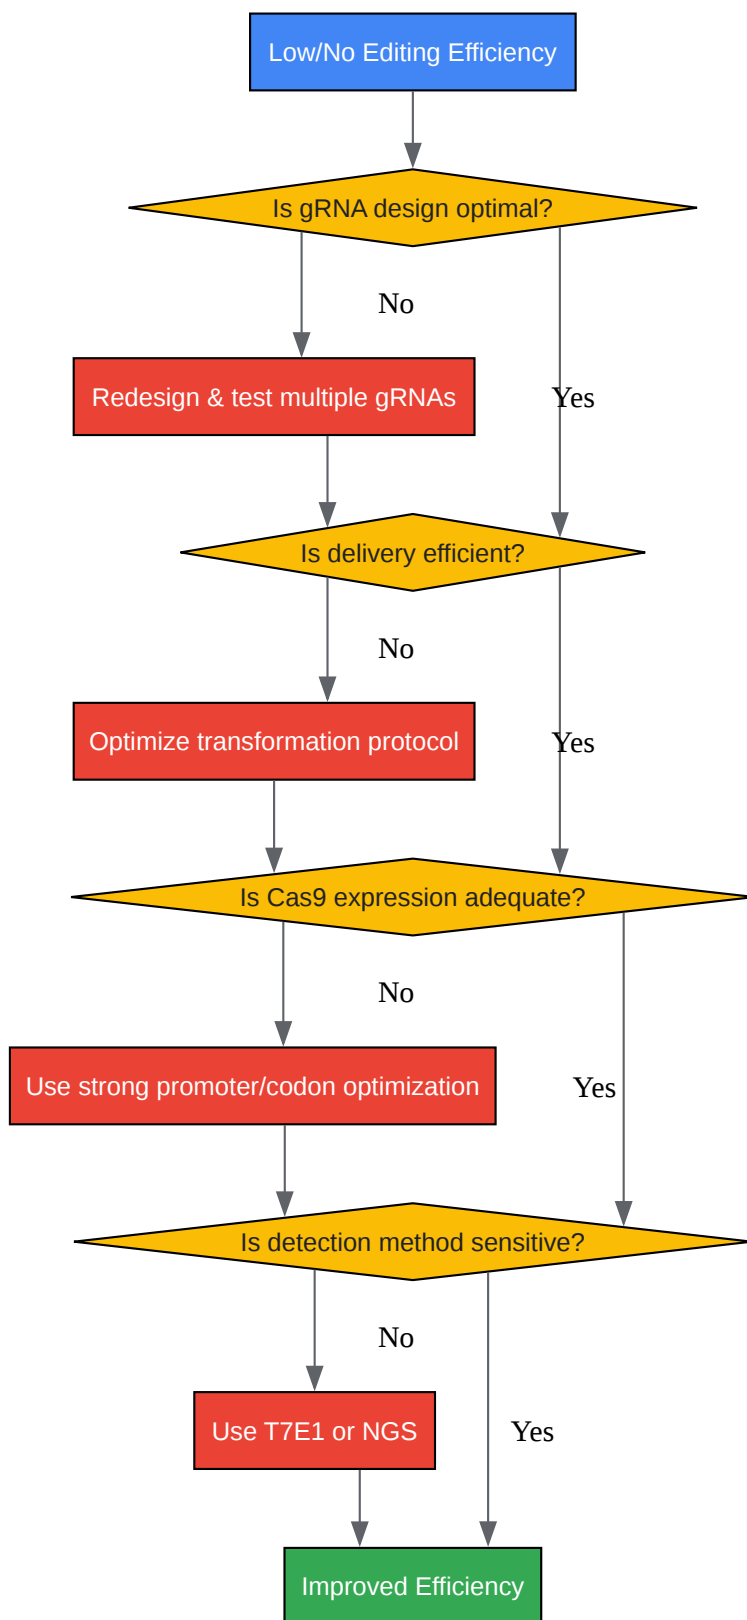 Low/No Editing Efficiency
Is gRNA design optimal?
No
Redesign & test multiple gRNAs
Yes
Is delivery efficient?
No
Optimize transformation protocol
Yes
Is Cas9 expression adequate?
No
Use strong promoter/codon optimization
Yes
Is detection method sensitive?
No
Use T7E1 or NGS
Yes
Improved Efficiency